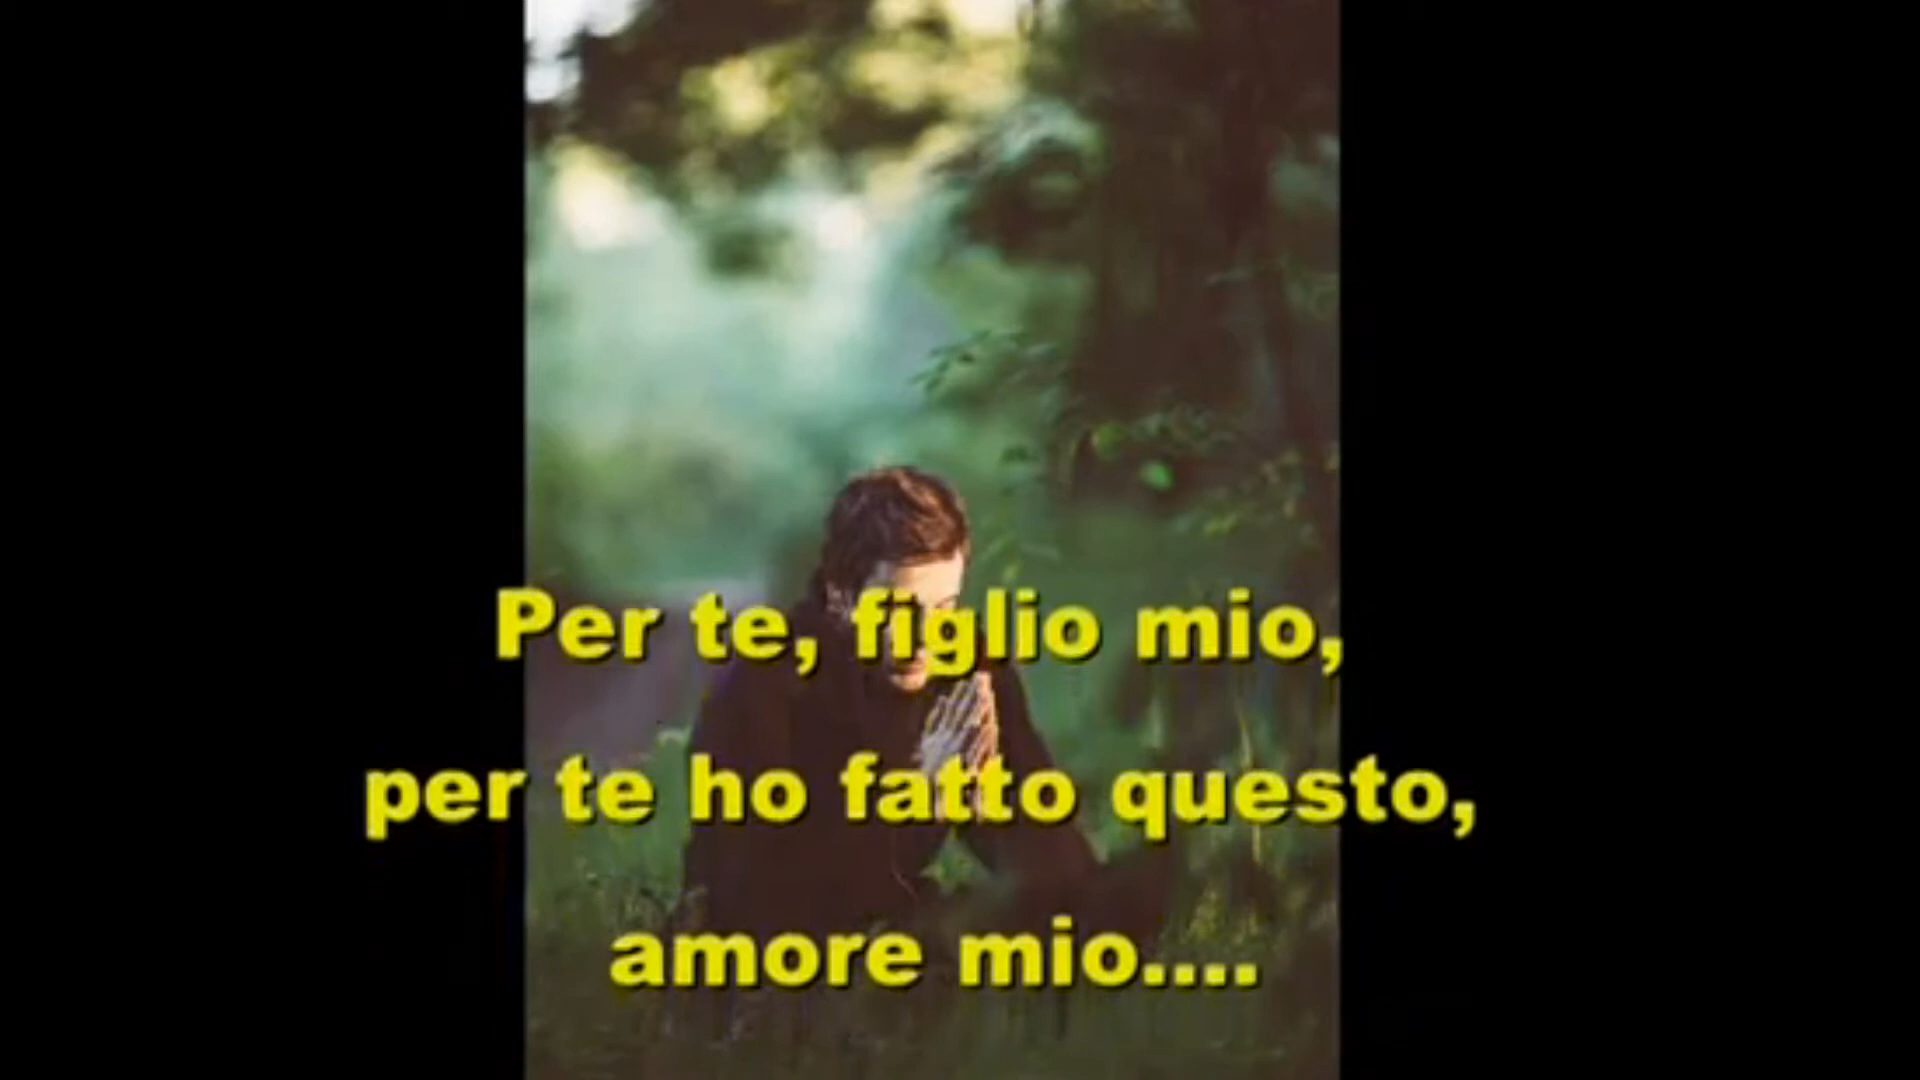 Per te, figlio mio,
per te ho fatto questo,
amore mio....